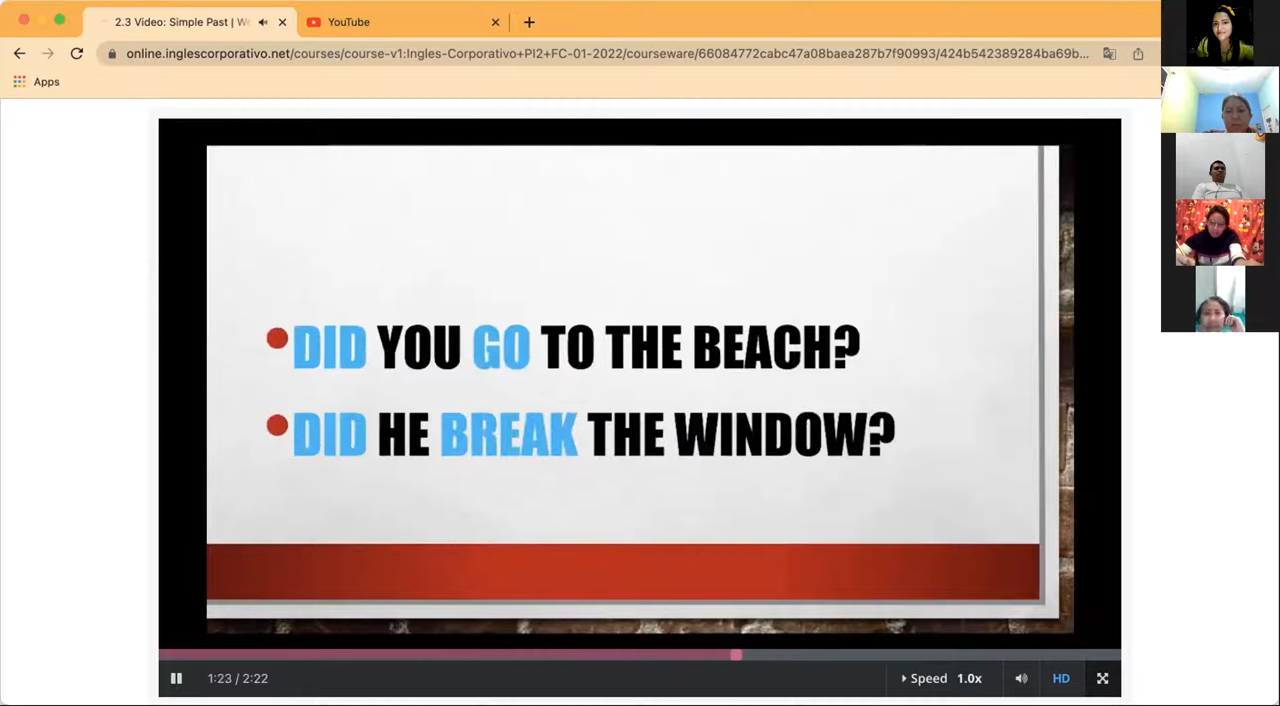 2.3 Video: Simple Past | We
YouTube
online.inglescorporativo.net/courses/course-v1:Ingles-Corporativo+PI2+FC-01-2022/courseware/66084772cabc47a08baea287b7f90993/424b542389284ba69b...
Apps
DID YOU GO TO THE BEACH?
DID HE BREAK THE WINDOW?
1:23 / 2:22
Speed 1.0x
HD